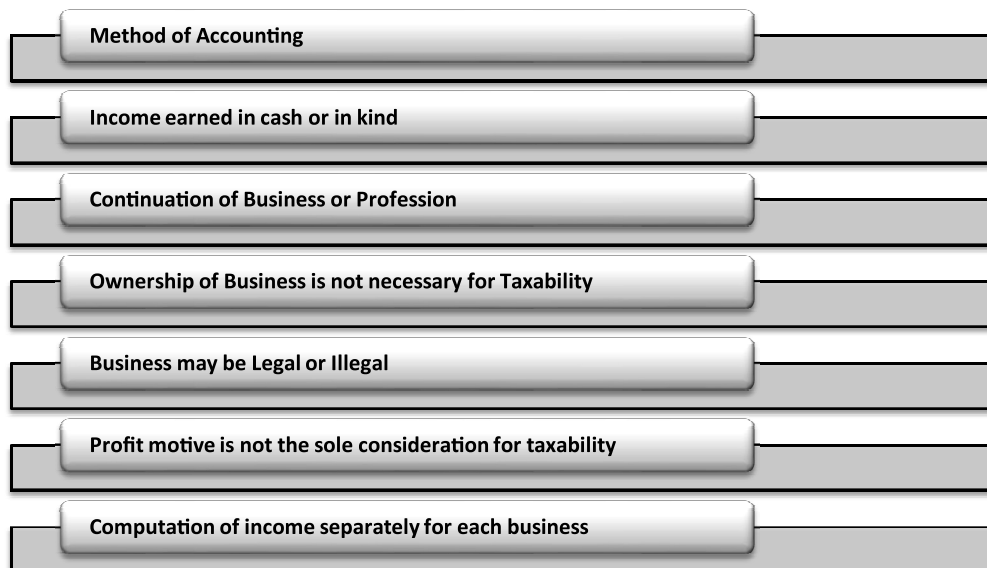 Method of Accounting
Income earned in cash or in kind
Continuation of Business or Profession
Ownership of Business is not necessary for Taxability
Business may be Legal or Illegal
Profit motive is not the sole consideration for taxability
Computation of income separately for each business